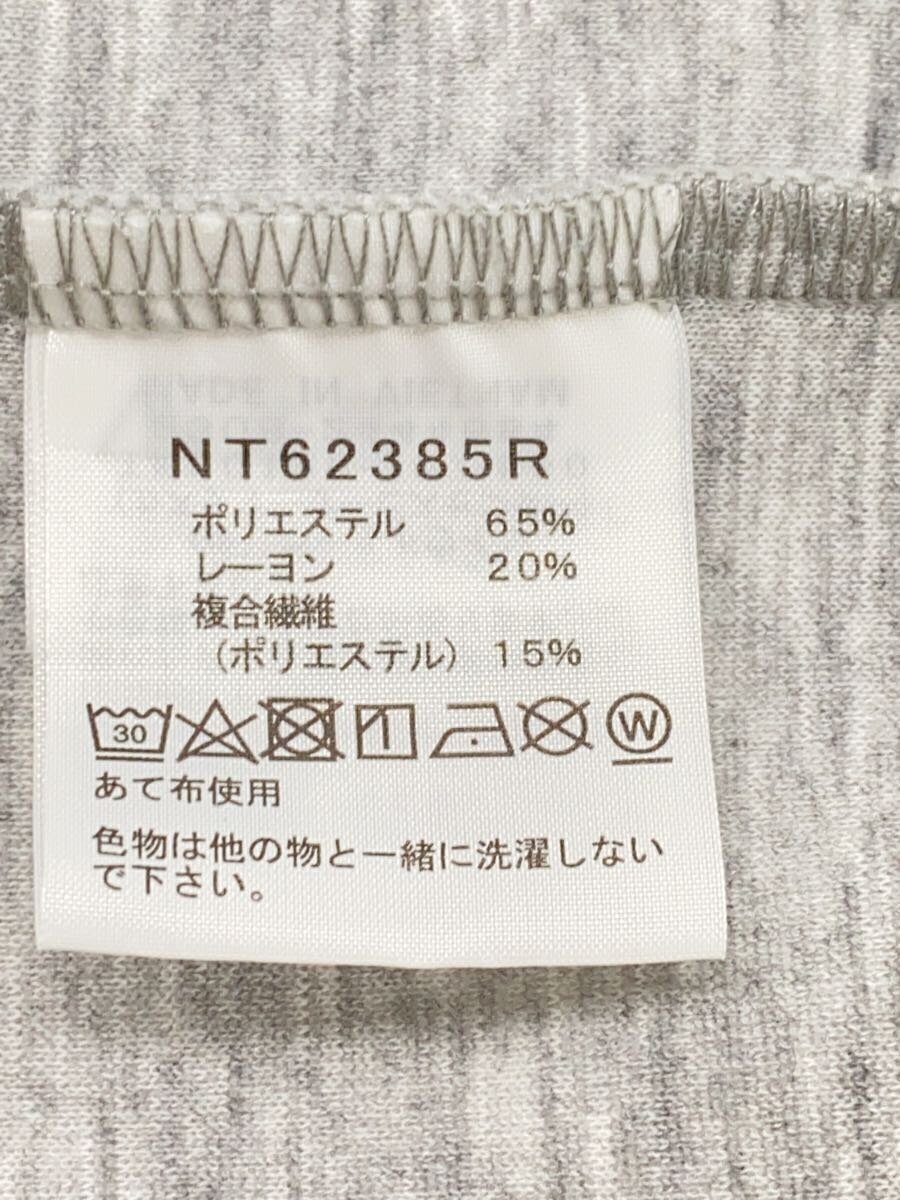 NT62385R
ポリエステル 65%
レーヨン 20%
複合繊維
(ポリエステル) 15%
30 W
あて布使用
色物は他の物と一緒に洗濯しない
で下さい。